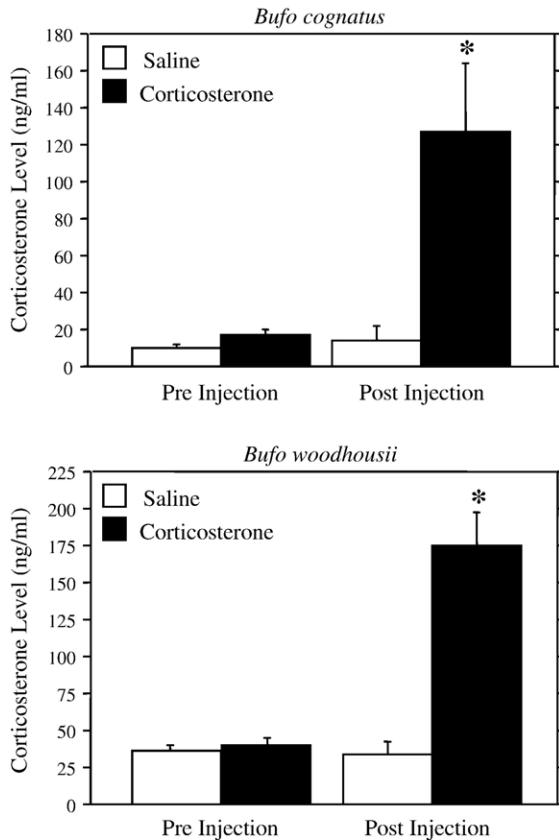 Bufo cognatus
180
160
140
120
100
80
60
40
20
0
Corticosterone Level (ng/ml)
Saline
Corticosterone
*
Pre Injection
Post Injection
Bufo woodhousii
225
200
175
150
125
100
75
50
25
0
Corticosterone Level (ng/ml)
Saline
Corticosterone
*
Pre Injection
Post Injection